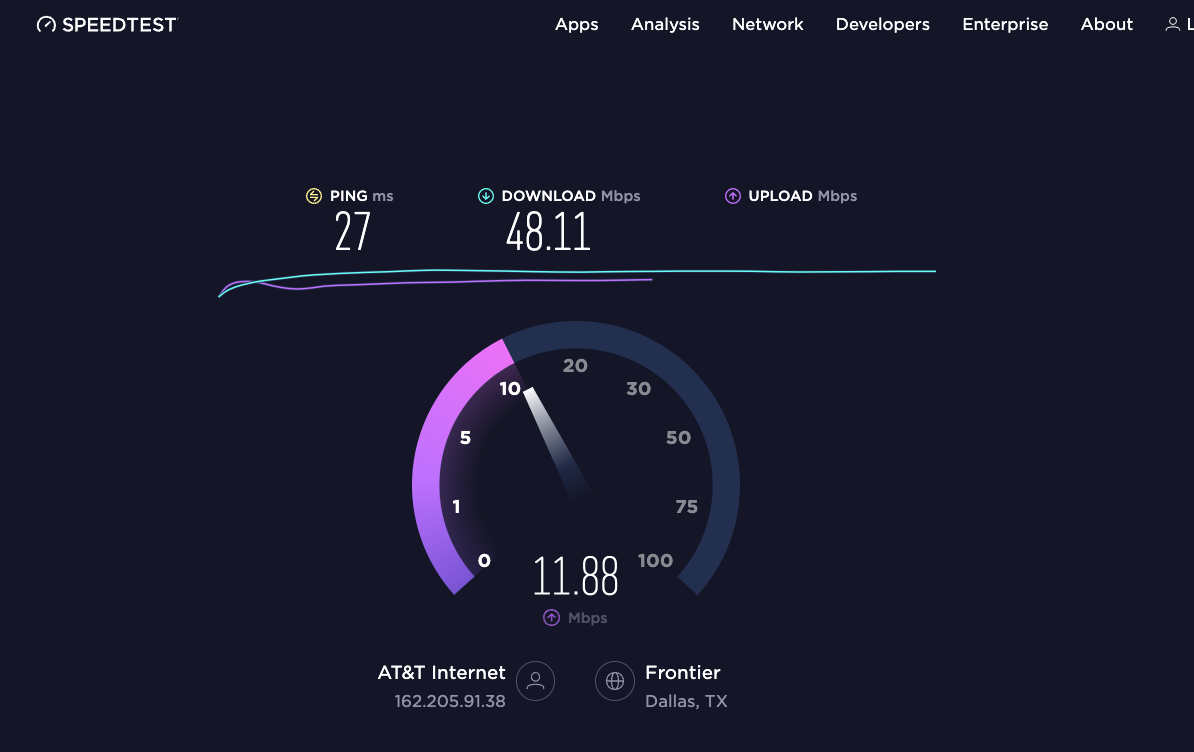 SPEEDTEST
Apps Analysis Network Developers Enterprise About L
PING ms DOWNLOAD Mbps UPLOAD Mbps
27 48.11
20
10 30
5 50
1 75
0 100
11.88
Mbps
AT&T Internet Frontier
162.205.91.38 Dallas, TX